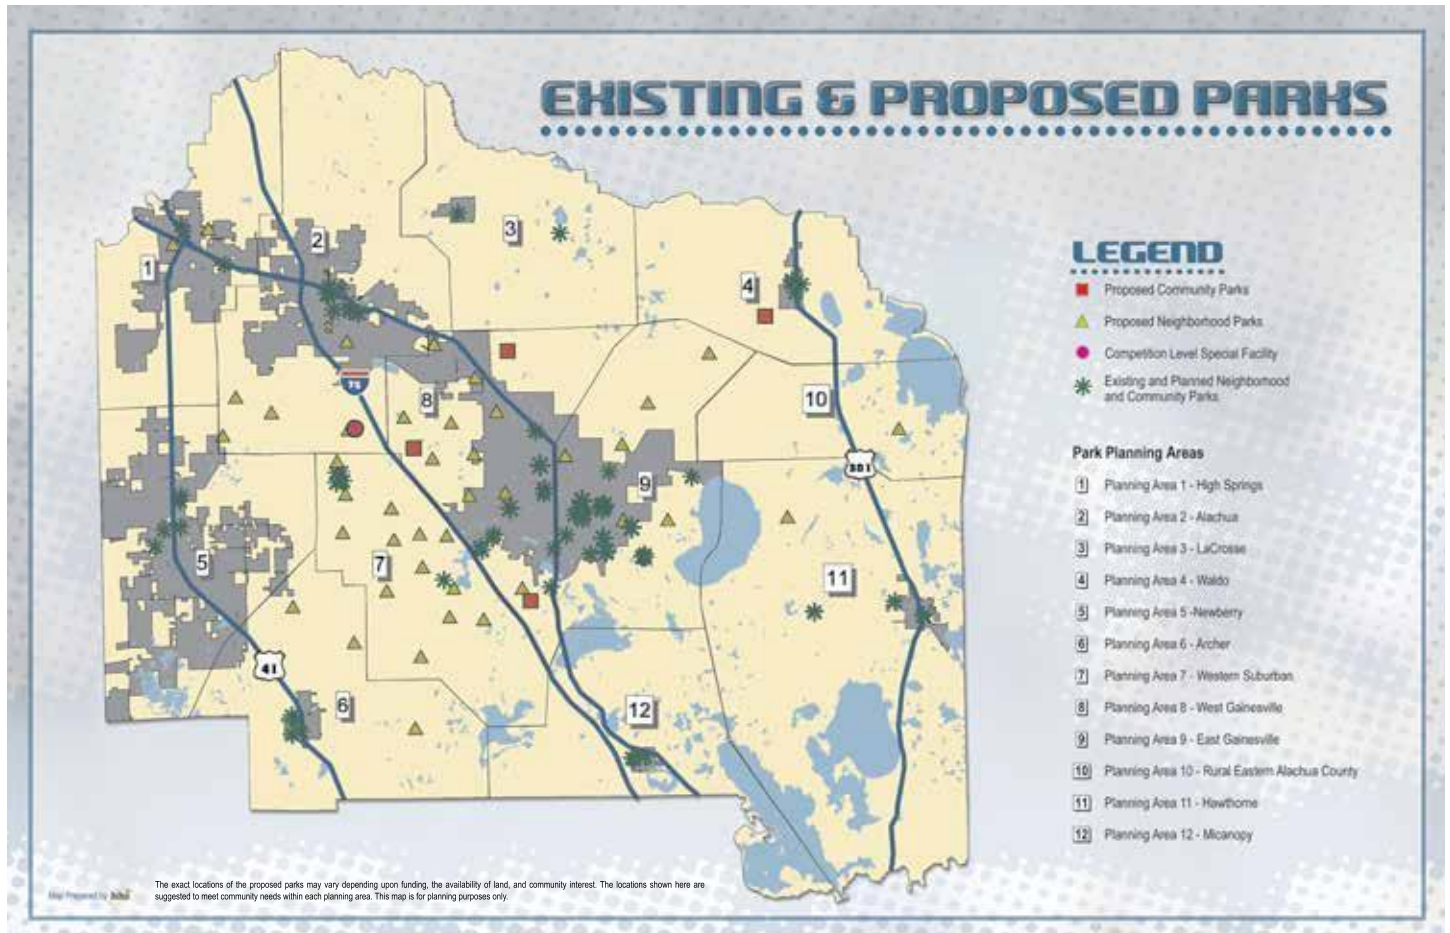 EXISTING & PROPOSED PARKS
LEGEND
Proposed Community Parks
Proposed Neighborhood Parks
Competition Level Special Facility
Existing and Planned Neighborhood
and Community Parks
Park Planning Areas
1 Planning Area 1 - High Springs
2 Planning Area 2 - Alachua
3 Planning Area 3 - LaCrosse
4 Planning Area 4 - Waldo
5 Planning Area 5 -Newberry
6 Planning Area 6 - Archer
7 Planning Area 7 - Western Suburban
8 Planning Area 8 - West Gainesville
9 Planning Area 9 - East Gainesville
10 Planning Area 10 - Rural Eastern Alachua County
11 Planning Area 11 - Hawthorne
12 Planning Area 12 - Micanopy
1
2
3
4
75
8
10
301
9
5
7
11
41
6
12
The exact locations of the proposed parks may vary depending upon funding, the availability of land, and community interest. The locations shown here are
suggested to meet community needs within each planning area. This map is for planning purposes only.
Map Prepared by